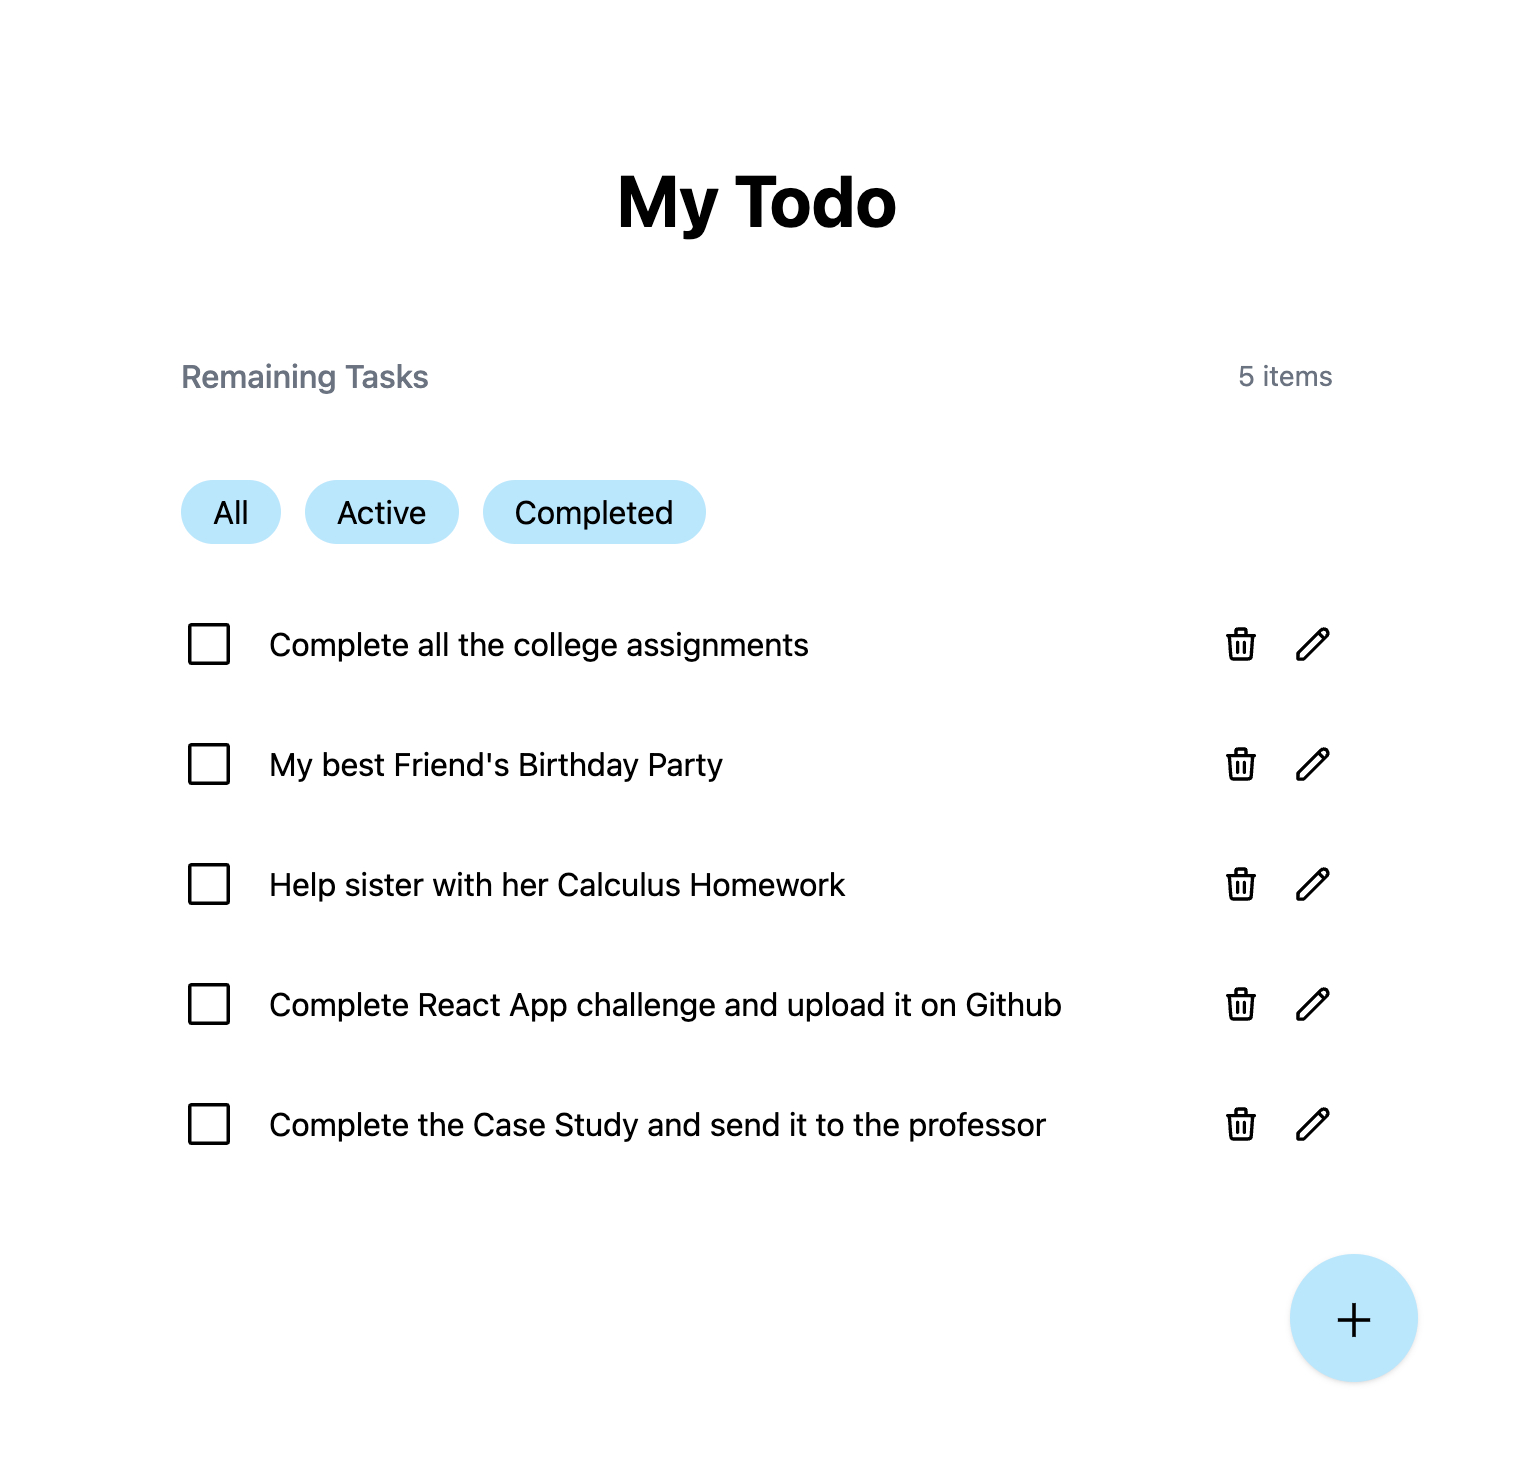 My Todo
Remaining Tasks 5 items
All Active Completed
Complete all the college assignments
My best Friend's Birthday Party
Help sister with her Calculus Homework
Complete React App challenge and upload it on Github
Complete the Case Study and send it to the professor
+